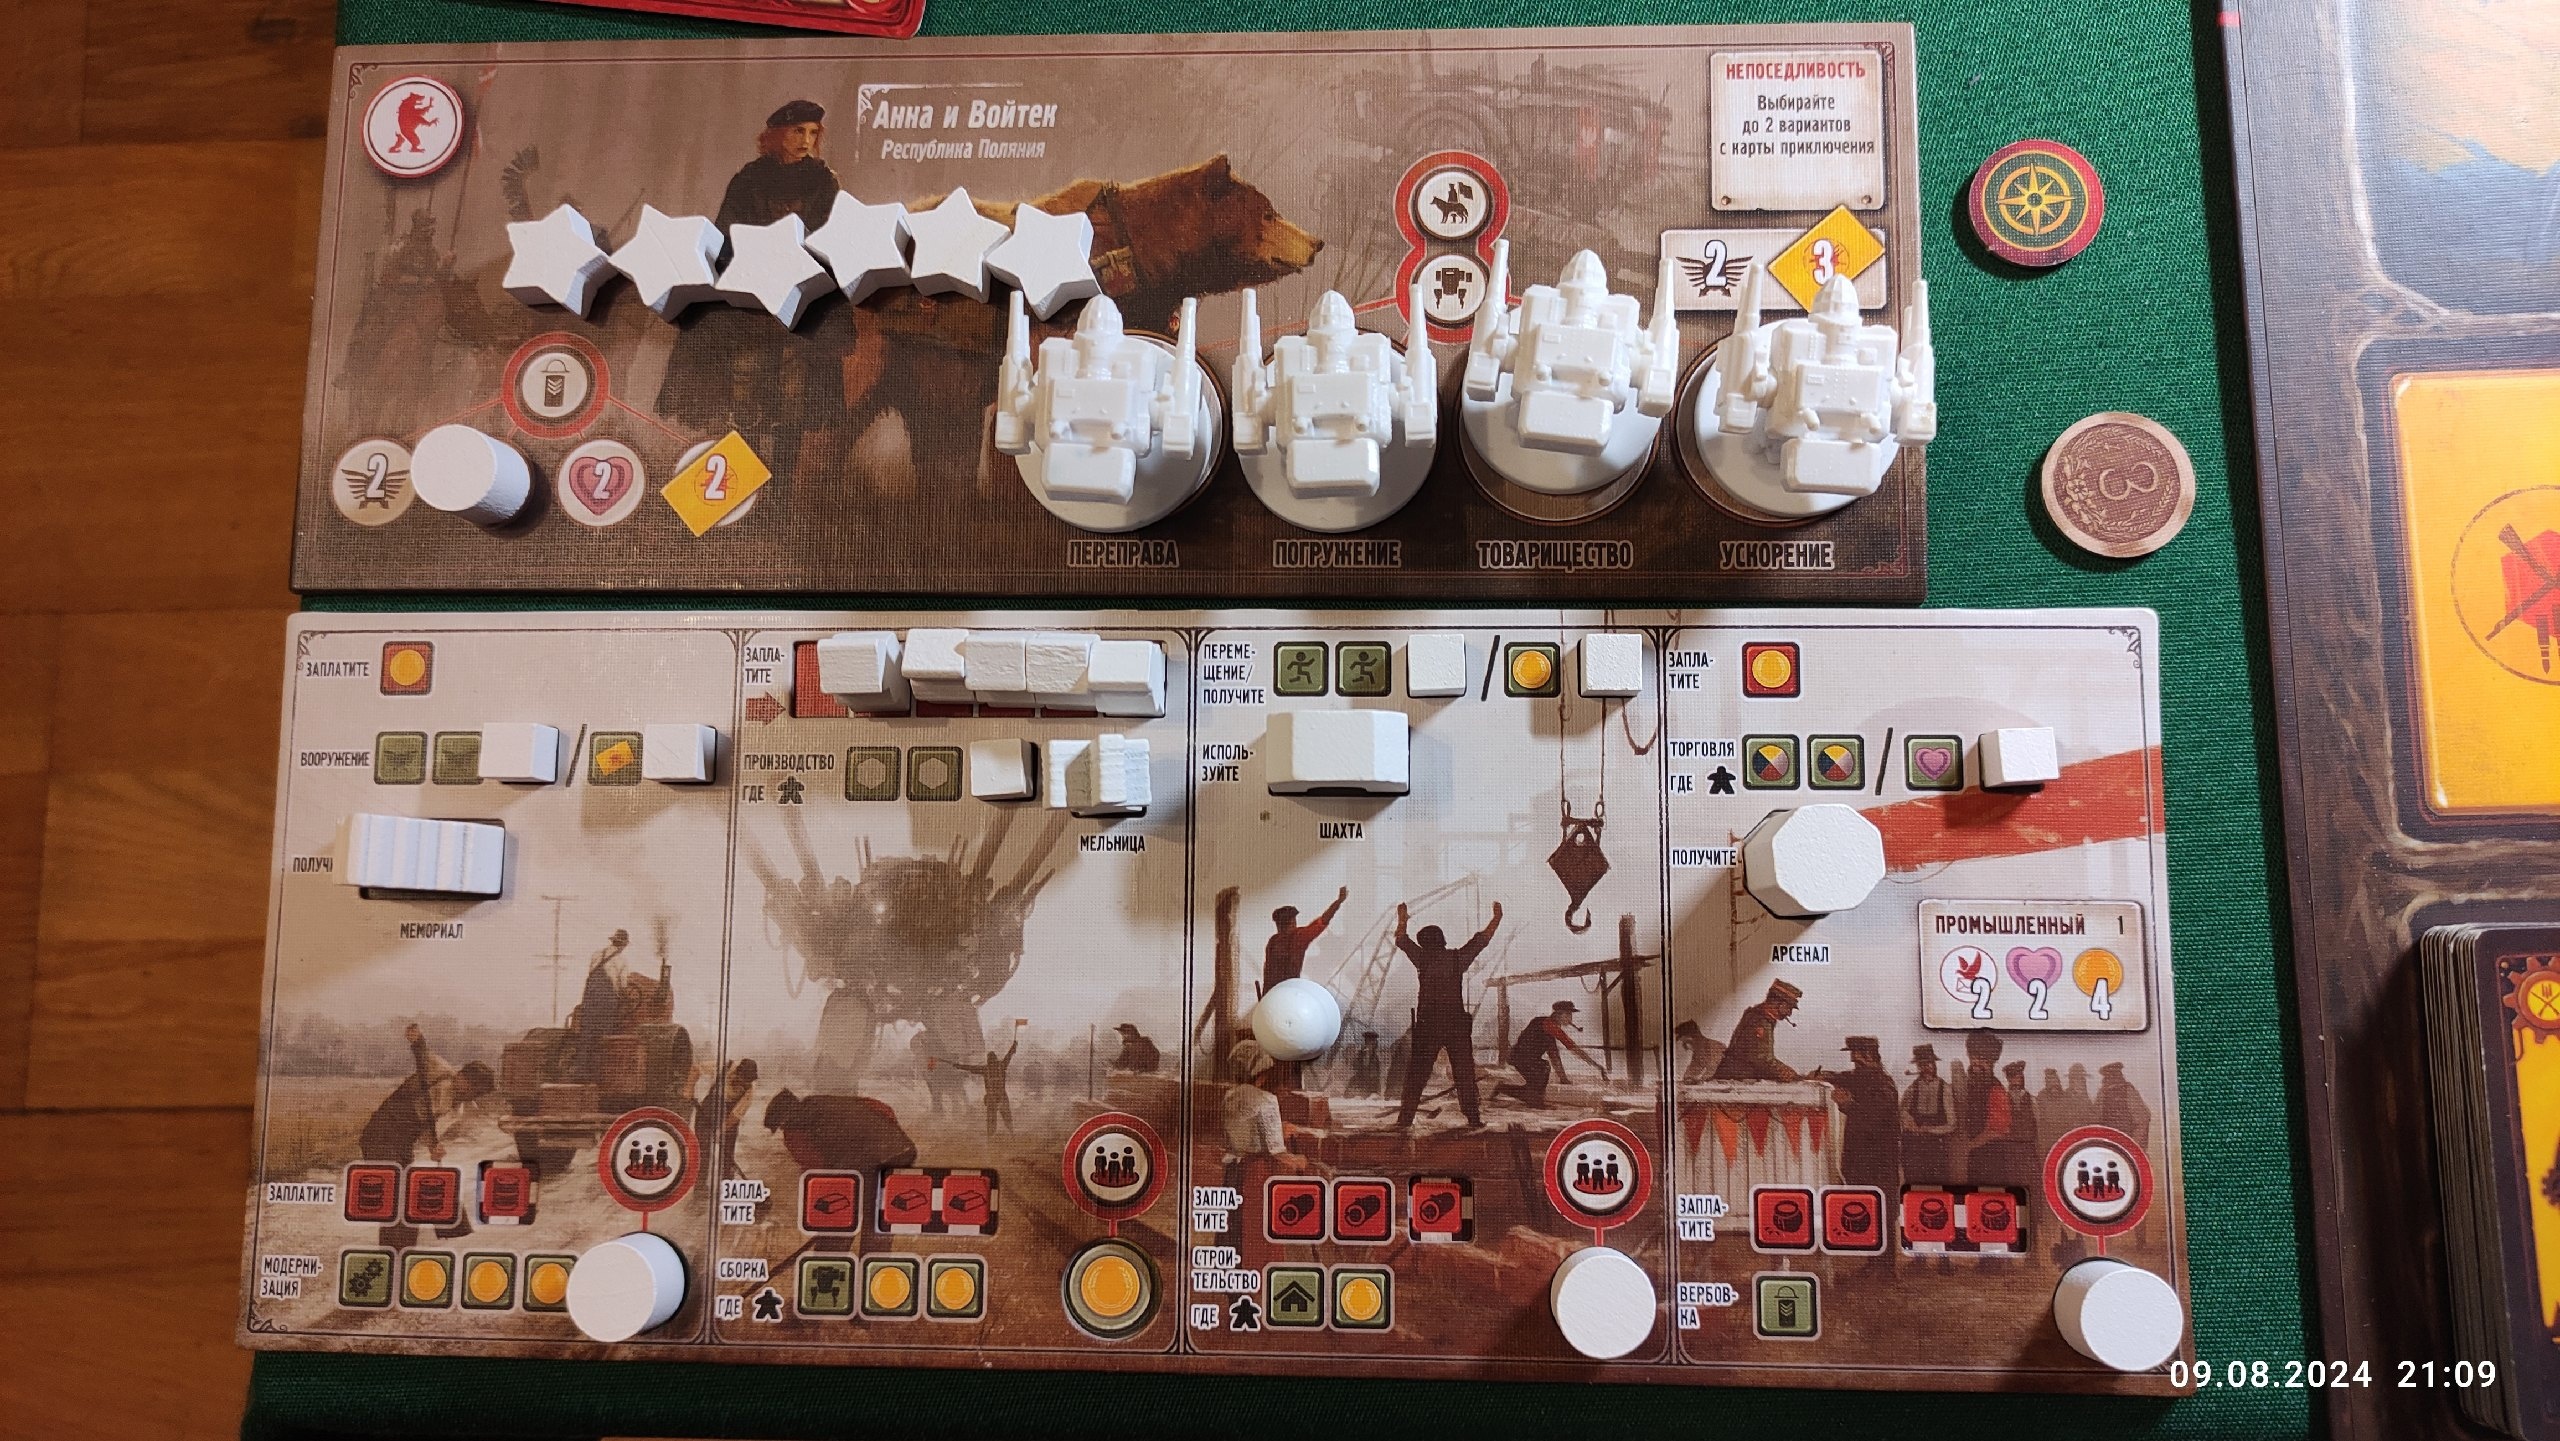 Анна и Войтек
Республика Поляния
НЕПОСЕДЛИВОСТЬ
Выбирайте
до 2 вариантов
с карты приключения
2
3
2
2
2
3
ПЕРЕПРАВА
ПОГРУЖЕНИЕ
ТОВАРИЩЕСТВО
УСКОРЕНИЕ
ЗАПЛАТИТЕ
ВООРУЖЕНИЕ
/
МЕМОРИАЛ
ЗАПЛАТИТЕ
МОДЕРНИ-
ЗАЦИЯ
ЗАПЛА-
ТИТЕ
ПРОИЗВОДСТВО
ГДЕ
МЕЛЬНИЦА
ЗАПЛА-
ТИТЕ
СБОРКА
ГДЕ
ПЕРЕМЕ-
ЩЕНИЕ/
ПОЛУЧИТЕ
/
ИСПОЛЬ-
ЗУЙТЕ
ШАХТА
ЗАПЛА-
ТИТЕ
СТРОИ-
ТЕЛЬСТВО
ГДЕ
ЗАПЛА-
ТИТЕ
ТОРГОВЛЯ
/
ГДЕ
ПОЛУЧИТЕ
АРСЕНАЛ
ПРОМЫШЛЕННЫЙ 1
2 2 4
ЗАПЛА-
ТИТЕ
ВЕРБОВ-
КА
09.08.2024 21:09